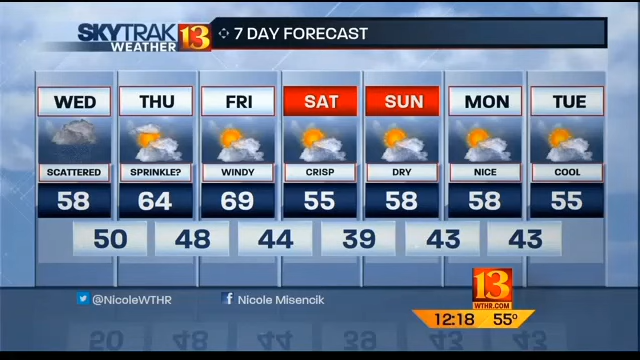 SKYTRAK 13
WEATHER
7 DAY FORECAST
WED THU FRI SAT SUN MON TUE
SCATTERED SPRINKLE? WINDY CRISP DRY NICE COOL
58 64 69 55 58 58 55
50 48 44 39 43 43
@NicoleWTHR Nicole Misencik
13
WTHR.COM
12:18 55°